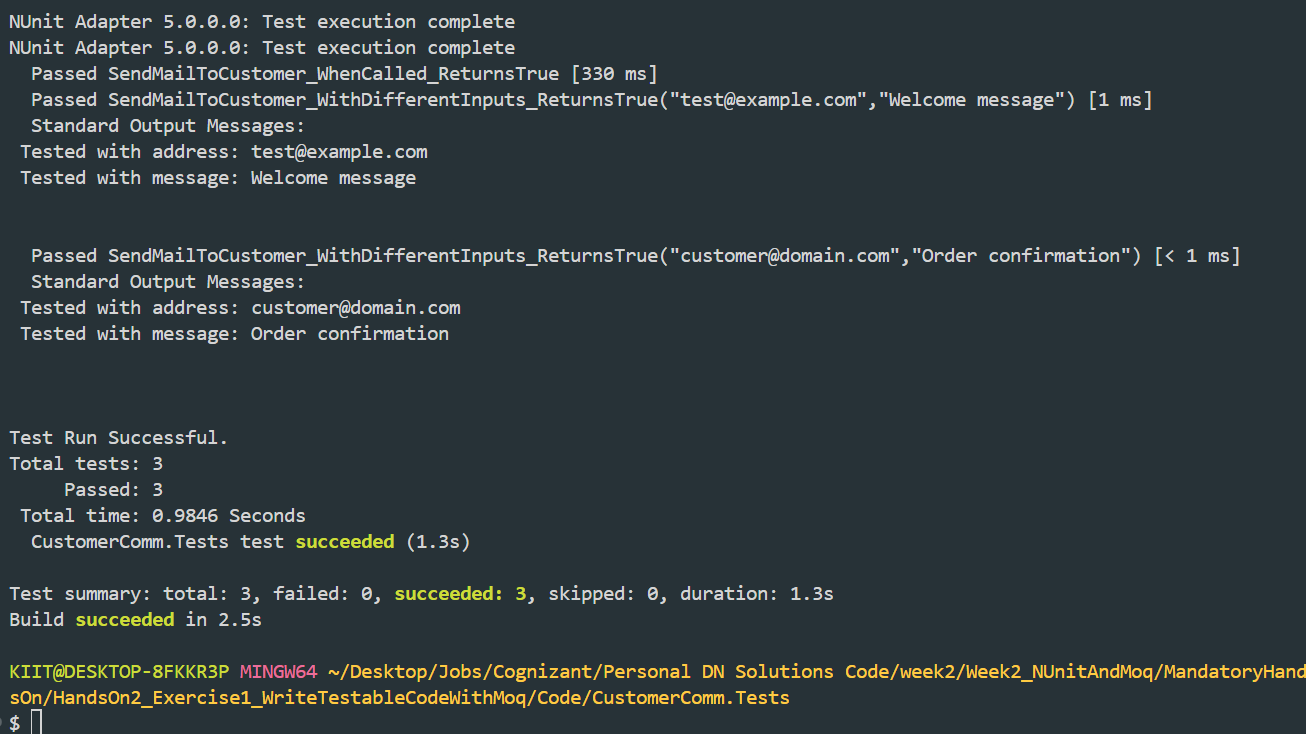 NUnit Adapter 5.0.0.0: Test execution complete
NUnit Adapter 5.0.0.0: Test execution complete
Passed SendMailToCustomer_WhenCalled_ReturnsTrue [330 ms]
Passed SendMailToCustomer_WithDifferentInputs_ReturnsTrue("test@example.com","Welcome message") [1 ms]
Standard Output Messages:
Tested with address: test@example.com
Tested with message: Welcome message
Passed SendMailToCustomer_WithDifferentInputs_ReturnsTrue("customer@domain.com","Order confirmation") [< 1 ms]
Standard Output Messages:
Tested with address: customer@domain.com
Tested with message: Order confirmation
Test Run Successful.
Total tests: 3
Passed: 3
Total time: 0.9846 Seconds
CustomerComm.Tests test succeeded (1.3s)
Test summary: total: 3, failed: 0, succeeded: 3, skipped: 0, duration: 1.3s
Build succeeded in 2.5s
KIIT@DESKTOP-8FKKR3P MINGW64 ~/Desktop/Jobs/Cognizant/Personal DN Solutions Code/week2/Week2_NUnitAndMoq/MandatoryHand
sOn/HandsOn2_Exercise1_WriteTestableCodeWithMoq/Code/CustomerComm.Tests
$